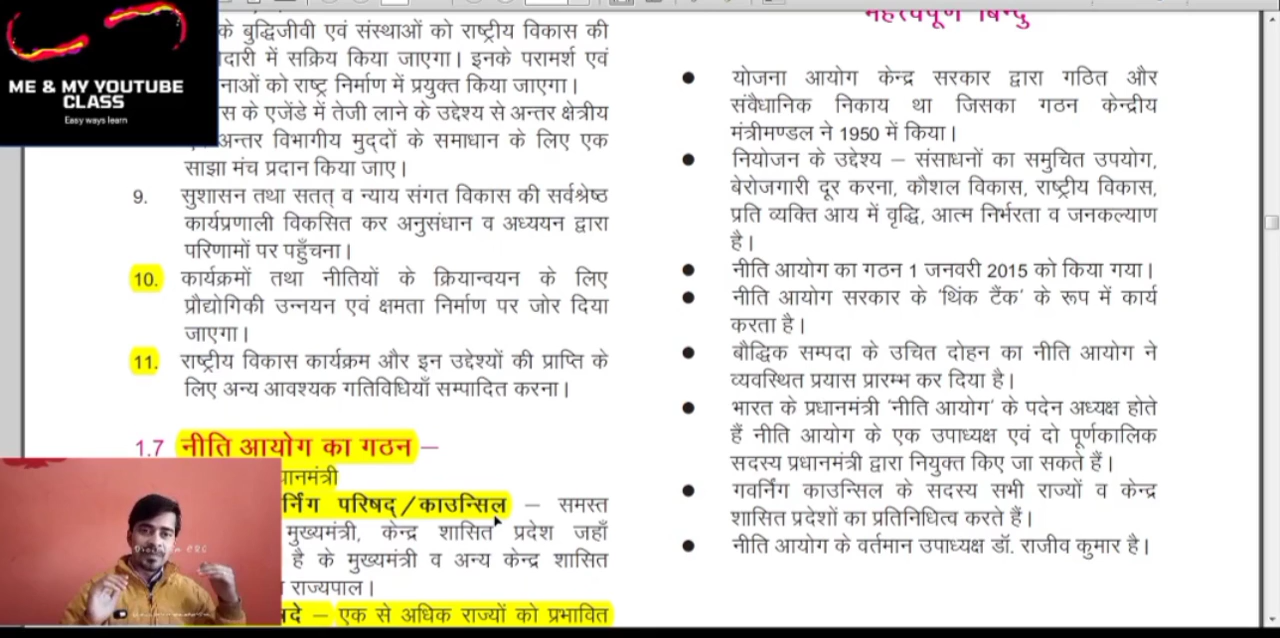 ME & MY YOUTUBE
CLASS
Easy ways learn
के बुद्धिजीवी एवं संस्थाओं को राष्ट्रीय विकास की
दारी में सक्रिय किया जाएगा। इनके परामर्श एवं
नाओं को राष्ट्र निर्माण में प्रयुक्त किया जाएगा।
स के एजेंडे में तेजी लाने के उद्देश्य से अन्तर क्षेत्रीय
अन्तर विभागीय मुद्दों के समाधान के लिए एक
साझा मंच प्रदान किया जाए।
9. सुशासन तथा सतत् व न्याय संगत विकास की सर्वश्रेष्ठ
कार्यप्रणाली विकसित कर अनुसंधान व अध्ययन द्वारा
परिणामों पर पहुँचना।
10. कार्यक्रमों तथा नीतियों के क्रियान्वयन के लिए
प्रौद्योगिकी उन्नयन एवं क्षमता निर्माण पर जोर दिया
जाएगा।
11. राष्ट्रीय विकास कार्यक्रम और इन उद्देश्यों की प्राप्ति के
लिए अन्य आवश्यक गतिविधियाँ सम्पादित करना।
1.7 नीति आयोग का गठन –
धानमंत्री
र्निंग परिषद्/काउन्सिल – समस्त
मुख्यमंत्री, केन्द्र शासित प्रदेश जहाँ
है के मुख्यमंत्री व अन्य केन्द्र शासित
राज्यपाल।
षदे – एक से अधिक राज्यों को प्रभावित
महत्वपूर्ण बिन्दु
● योजना आयोग केन्द्र सरकार द्वारा गठित और
संवैधानिक निकाय था जिसका गठन केन्द्रीय
मंत्रीमण्डल ने 1950 में किया।
● नियोजन के उद्देश्य – संसाधनों का समुचित उपयोग,
बेरोजगारी दूर करना, कौशल विकास, राष्ट्रीय विकास,
प्रति व्यक्ति आय में वृद्धि, आत्म निर्भरता व जनकल्याण
है।
● नीति आयोग का गठन 1 जनवरी 2015 को किया गया।
● नीति आयोग सरकार के ‘थिंक टैंक’ के रूप में कार्य
करता है।
● बौद्धिक सम्पदा के उचित दोहन का नीति आयोग ने
व्यवस्थित प्रयास प्रारम्भ कर दिया है।
● भारत के प्रधानमंत्री ‘नीति आयोग’ के पदेन अध्यक्ष होते
हैं नीति आयोग के एक उपाध्यक्ष एवं दो पूर्णकालिक
सदस्य प्रधानमंत्री द्वारा नियुक्त किए जा सकते हैं।
● गवर्निंग काउन्सिल के सदस्य सभी राज्यों व केन्द्र
शासित प्रदेशों का प्रतिनिधित्व करते हैं।
● नीति आयोग के वर्तमान उपाध्यक्ष डॉ. राजीव कुमार है।